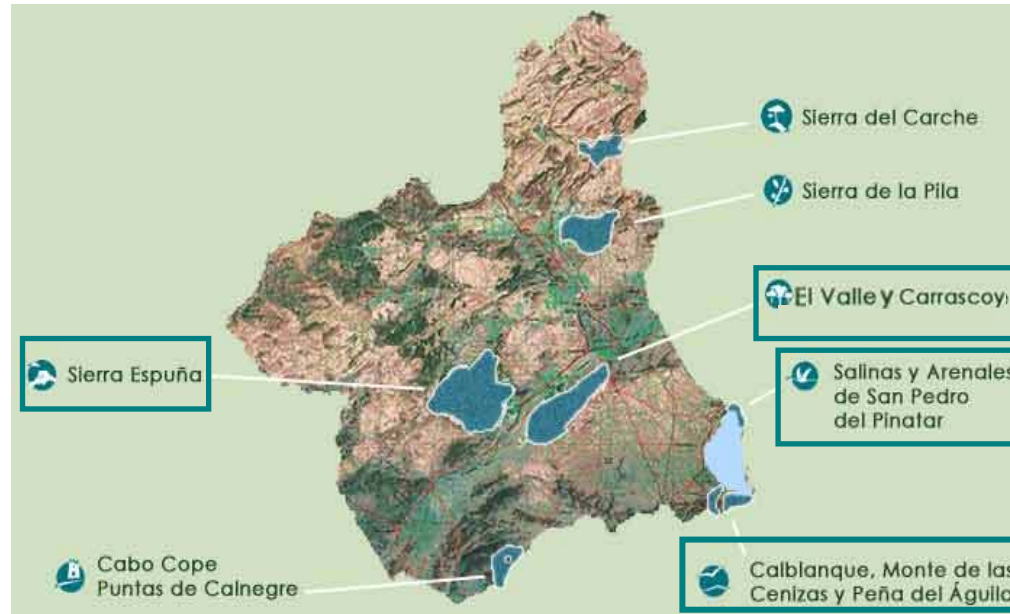 Sierra del Carche
Sierra de la Pila
El Valle y Carrascoy
Sierra Espuña
Salinas y Arenales
de San Pedro
del Pinatar
Cabo Cope
Puntas de Calnegre
Calblanque, Monte de las
Cenizas y Peña del Águila